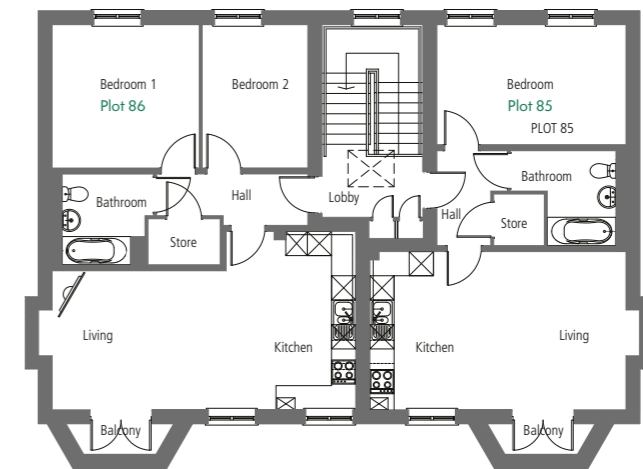 Bedroom 1
Plot 86
Bedroom 2
Bedroom
Plot 85
PLOT 85
Bathroom
Hall
Lobby
Bathroom
Hall
Store
Store
Living
Kitchen
Kitchen
Living
Balcony
Balcony